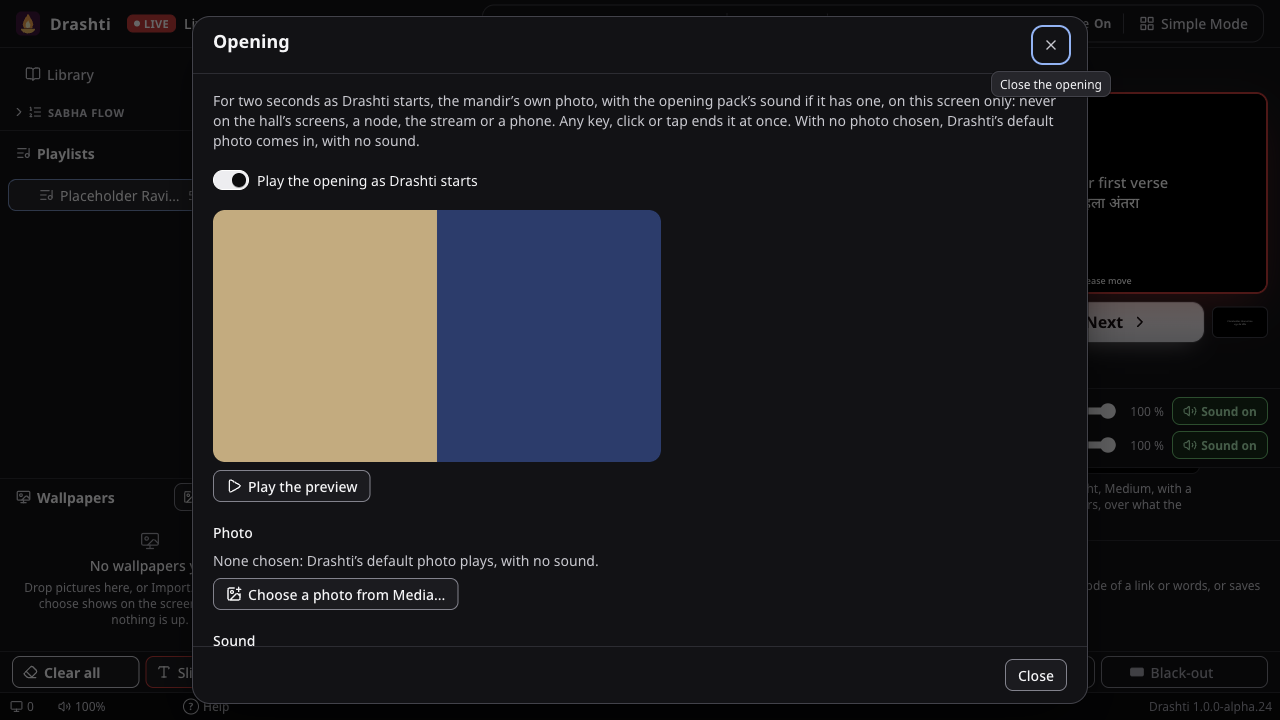 Drashti
LIVE
On
Simple Mode
Opening
Close the opening
Library
SABHA FLOW
Playlists
Placeholder Ravi...
For two seconds as Drashti starts, the mandir’s own photo, with the opening pack’s sound if it has one, on this screen only: never
on the hall’s screens, a node, the stream or a phone. Any key, click or tap ends it at once. With no photo chosen, Drashti’s default
photo comes in, with no sound.
Play the opening as Drashti starts
first verse
अंतरा
move
Next
100 %
Sound on
100 %
Sound on
Play the preview
Wallpapers
Medium, with a
over what the
Photo
None chosen: Drashti’s default photo plays, with no sound.
Choose a photo from Media...
No wallpapers
Drop pictures here, or Import
choose shows on the
nothing is up.
of a link or words, or saves
Sound
Clear all
Close
Black-out
0
100%
Help
Drashti 1.0.0-alpha.24